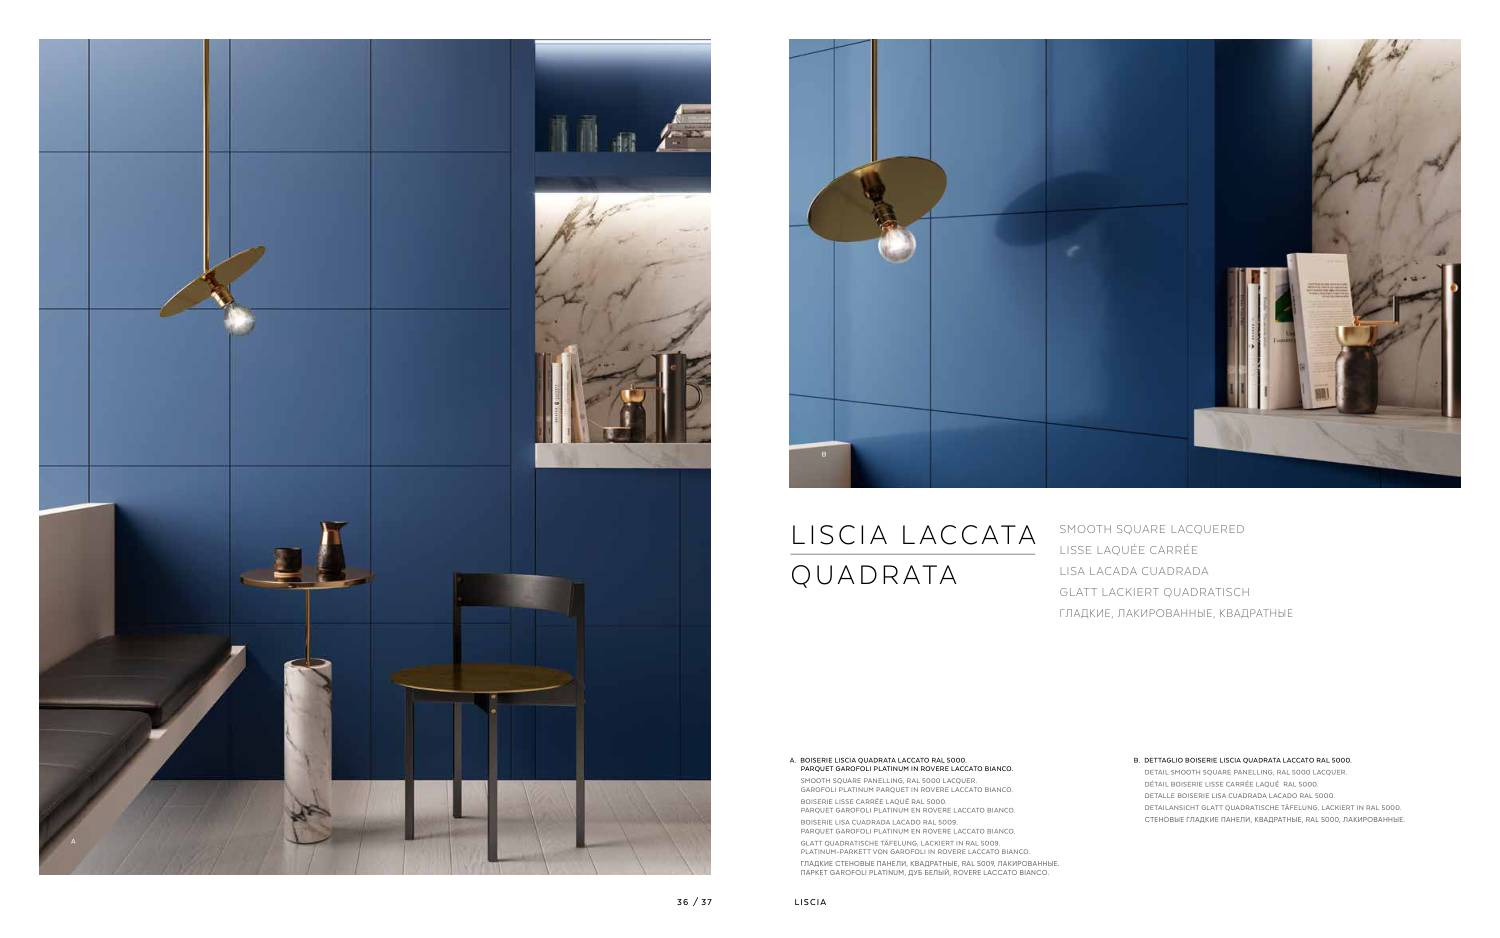 A
B
LISCIA LACCATA
QUADRATA
SMOOTH SQUARE LACQUERED
LISSE LAQUÉE CARRÉE
LISA LACADA CUADRADA
GLATT LACKIERT QUADRATISCH
ГЛАДКИЕ, ЛАКИРОВАННЫЕ, КВАДРАТНЫЕ
A. BOISERIE LISCIA QUADRATA LACCATO RAL 5000.
PARQUET GAROFOLI PLATINUM IN ROVERE LACCATO BIANCO.
SMOOTH SQUARE PANELLING, RAL 5000 LACQUER.
GAROFOLI PLATINUM PARQUET IN ROVERE LACCATO BIANCO.
BOISERIE LISSE CARRÉE LAQUÉ RAL 5000.
PARQUET GAROFOLI PLATINUM EN ROVERE LACCATO BIANCO.
BOISERIE LISA CUADRADA LACADO RAL 5009.
PARQUET GAROFOLI PLATINUM EN ROVERE LACCATO BIANCO.
GLATT QUADRATISCHE TÄFELUNG, LACKIERT IN RAL 5009.
PLATINUM-PARKETT VON GAROFOLI IN ROVERE LACCATO BIANCO.
ГЛАДКИЕ СТЕНОВЫЕ ПАНЕЛИ, КВАДРАТНЫЕ, RAL 5009, ЛАКИРОВАННЫЕ.
ПАРКЕТ GAROFOLI PLATINUM, ДУБ БЕЛЫЙ, ROVERE LACCATO BIANCO.
B. DETTAGLIO BOISERIE LISCIA QUADRATA LACCATO RAL 5000.
DETAIL SMOOTH SQUARE PANELLING, RAL 5000 LACQUER.
DÉTAIL BOISERIE LISSE CARRÉE LAQUÉ RAL 5000.
DETALLE BOISERIE LISA CUADRADA LACADO RAL 5000.
DETAILANSICHT GLATT QUADRATISCHE TÄFELUNG, LACKIERT IN RAL 5000.
СТЕНОВЫЕ ГЛАДКИЕ ПАНЕЛИ, КВАДРАТНЫЕ, RAL 5000, ЛАКИРОВАННЫЕ.
36 / 37
LISCIA